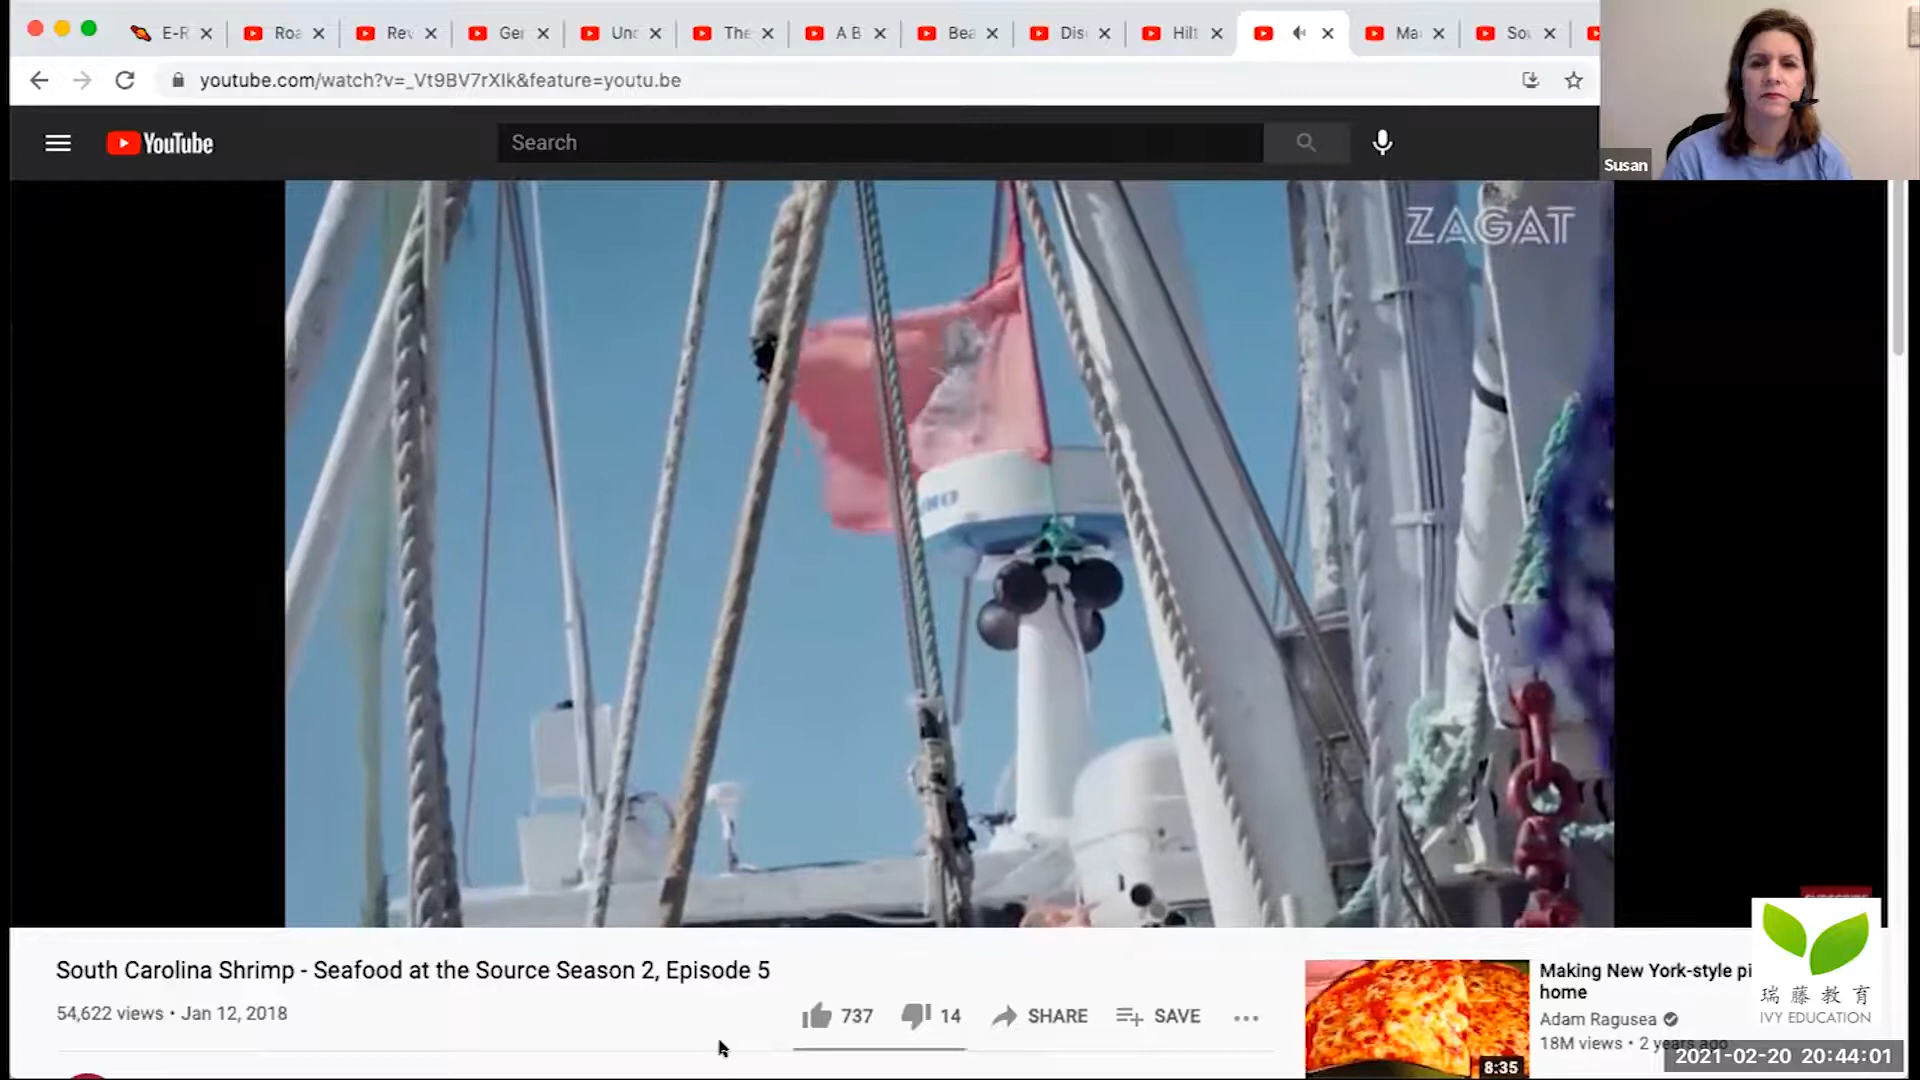 E-R
Roa
Rev
Ger
Unc
The
A B
Bea
Dis
Hilt
Ma
Sou
youtube.com/watch?v=_Vt9BV7rXIk&feature=youtu.be
YouTube
Search
Susan
ZAGAT
South Carolina Shrimp - Seafood at the Source Season 2, Episode 5
54,622 views • Jan 12, 2018
737
14
SHARE
SAVE
Making New York-style pi
home
Adam Ragusea
18M views • 2 years ago
8:35
瑞藤教育
IVY EDUCATION
2021-02-20 20:44:01